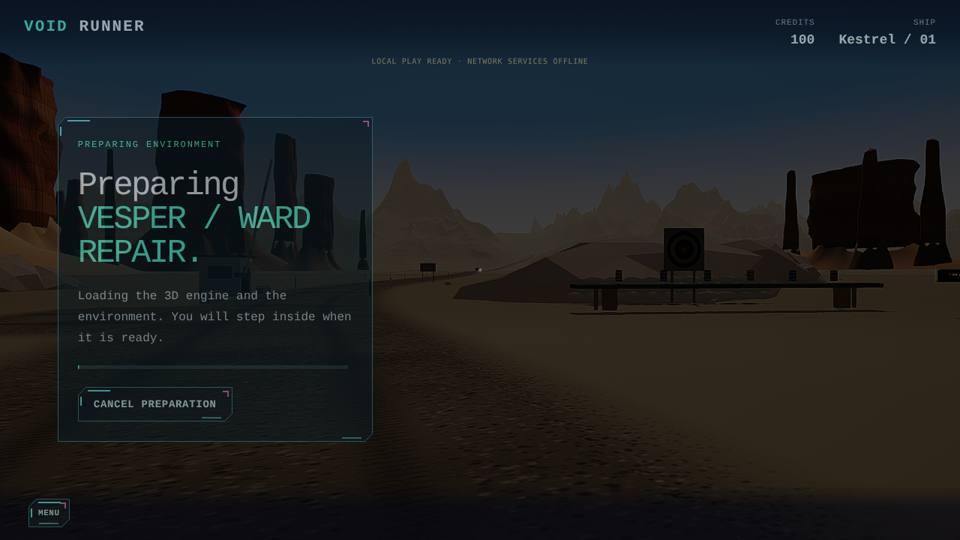 VOID RUNNER
CREDITS
100
SHIP
Kestrel / 01
LOCAL PLAY READY · NETWORK SERVICES OFFLINE
PREPARING ENVIRONMENT
Preparing
VESPER / WARD
REPAIR.
Loading the 3D engine and the
environment. You will step inside when
it is ready.
CANCEL PREPARATION
MENU